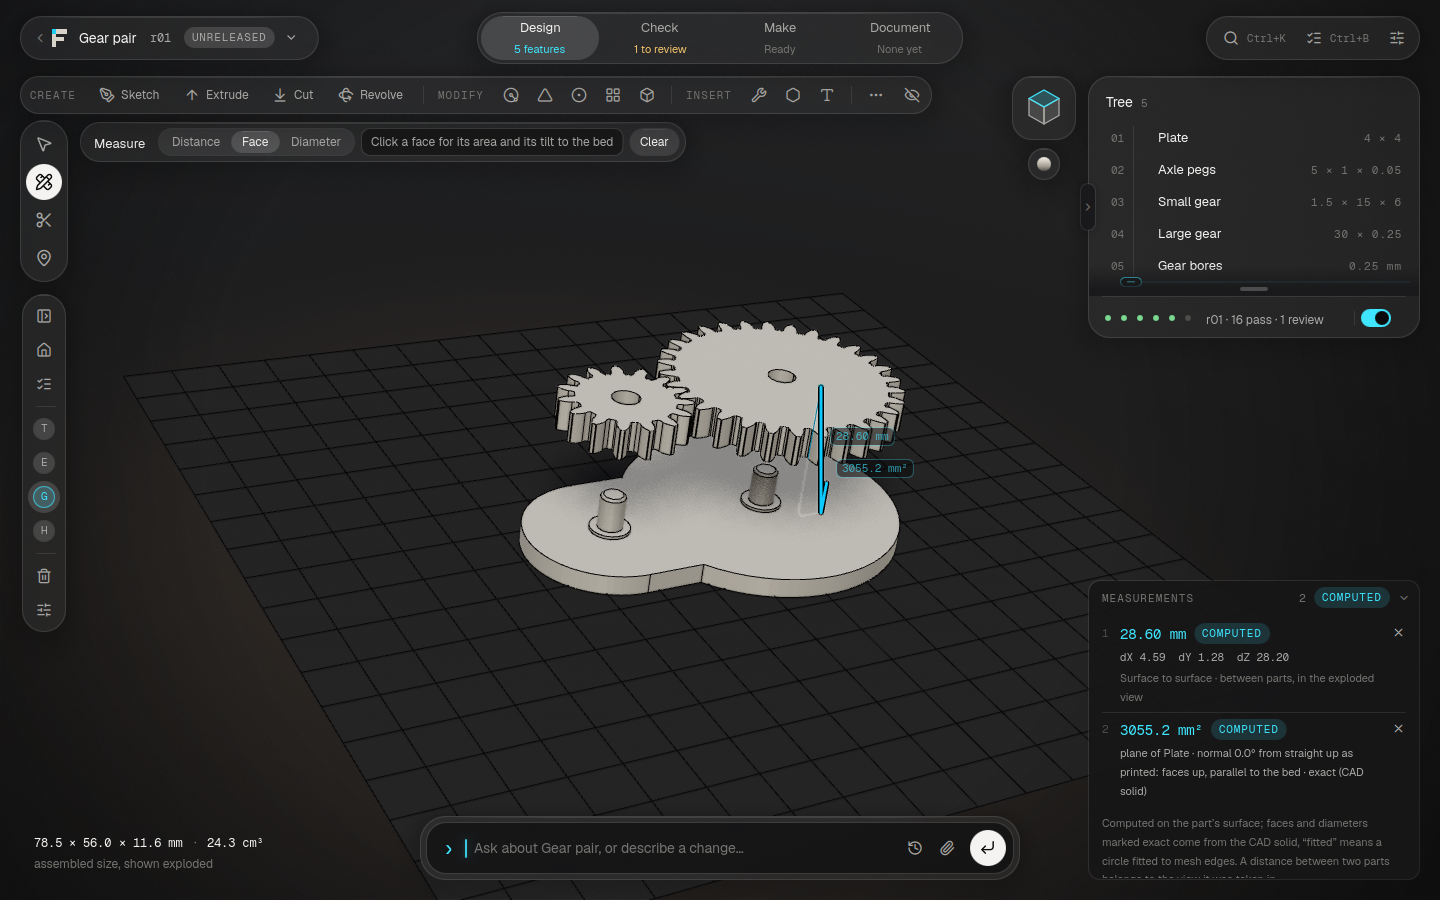 Gear pair r01 UNRELEASED
Design
5 features
Check
1 to review
Make
Ready
Document
None yet
Ctrl+K Ctrl+B
CREATE Sketch Extrude Cut Revolve MODIFY INSERT
Measure Distance Face Diameter Click a face for its area and its tilt to the bed Clear
Tree 5
01 Plate 4 × 4
02 Axle pegs 5 × 1 × 0.05
03 Small gear 1.5 × 15 × 6
04 Large gear 30 × 0.25
05 Gear bores 0.25 mm
r01 · 16 pass · 1 review
T
E
G
H
28.60 mm
3055.2 mm²
MEASUREMENTS 2 COMPUTED
1 28.60 mm COMPUTED
dX 4.59 dY 1.28 dZ 28.20
Surface to surface · between parts, in the exploded
view
2 3055.2 mm² COMPUTED
plane of Plate · normal 0.0° from straight up as
printed: faces up, parallel to the bed · exact (CAD
solid)
Computed on the part's surface; faces and diameters
marked exact come from the CAD solid, “fitted” means a
circle fitted to mesh edges. A distance between two parts
belongs to the view it was taken in.
78.5 × 56.0 × 11.6 mm · 24.3 cm³
assembled size, shown exploded
Ask about Gear pair, or describe a change…